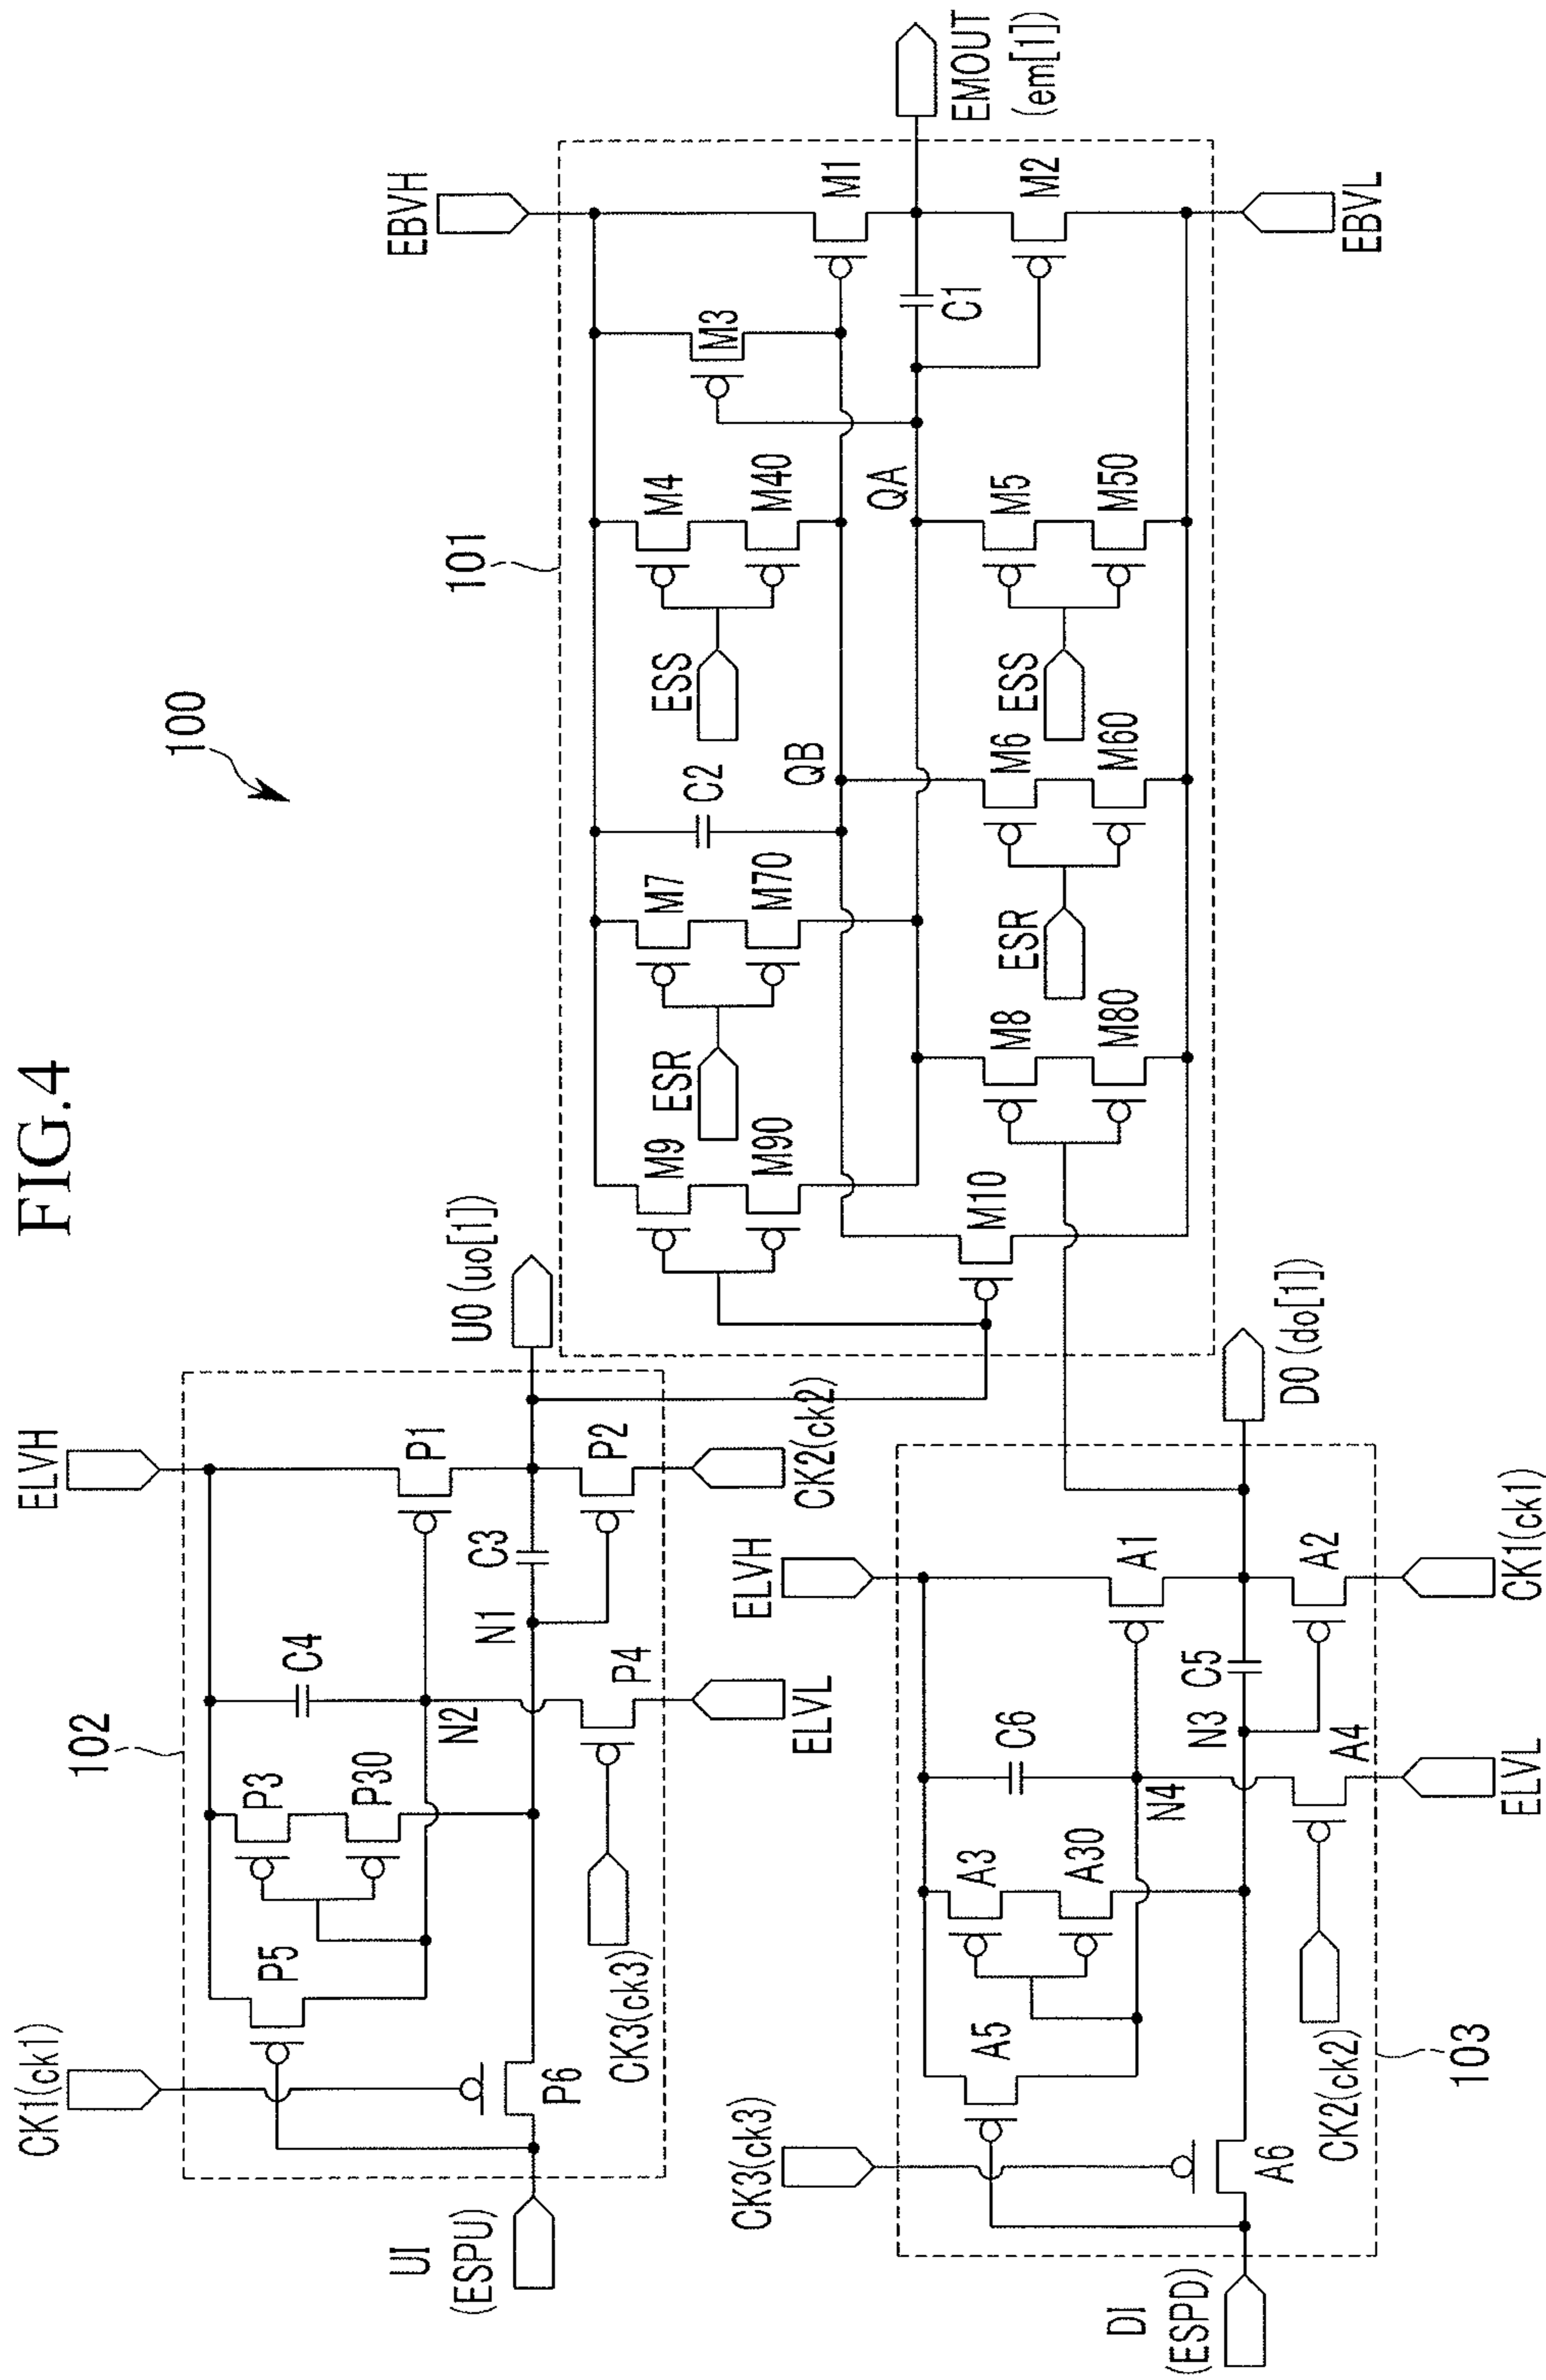 FIG.4
100
CK1(ck1)
ELVH
102
P5
P3
P30
C4
P1
N2
N1
C3
P2
P4
P6
UI
(ESPU)
CK3(ck3)
ELVL
CK2(ck2)
UO(uo[1])
CK3(ck3)
ELVH
A5
A3
A30
C6
A1
N4
N3
C5
A2
A4
A6
DI
(ESPD)
CK2(ck2)
ELVL
CK1(ck1)
103
DO(do[1])
101
EBVH
M9
M90
ESR
M7
M70
C2
ESS
M4
M40
M3
M1
QB
QA
C1
EMOUT
(em[1])
M10
M8
M80
ESR
M6
M60
ESS
M5
M50
M2
EBVL